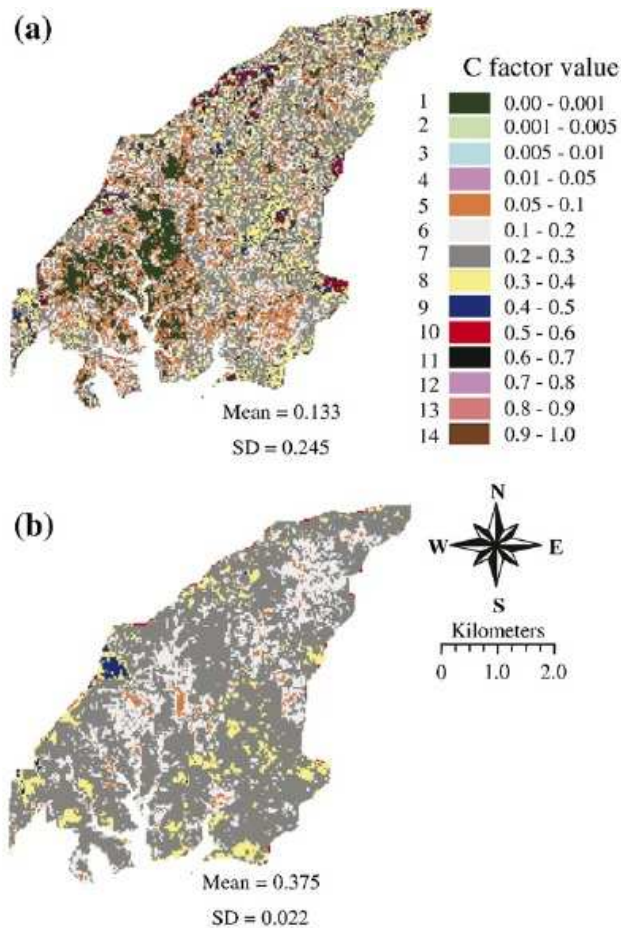 (a)
C factor value
1 0.00 - 0.001
2 0.001 - 0.005
3 0.005 - 0.01
4 0.01 - 0.05
5 0.05 - 0.1
6 0.1 - 0.2
7 0.2 - 0.3
8 0.3 - 0.4
9 0.4 - 0.5
10 0.5 - 0.6
11 0.6 - 0.7
12 0.7 - 0.8
13 0.8 - 0.9
14 0.9 - 1.0
Mean = 0.133
SD = 0.245
(b)
N
W E
S
Kilometers
0 1.0 2.0
Mean = 0.375
SD = 0.022